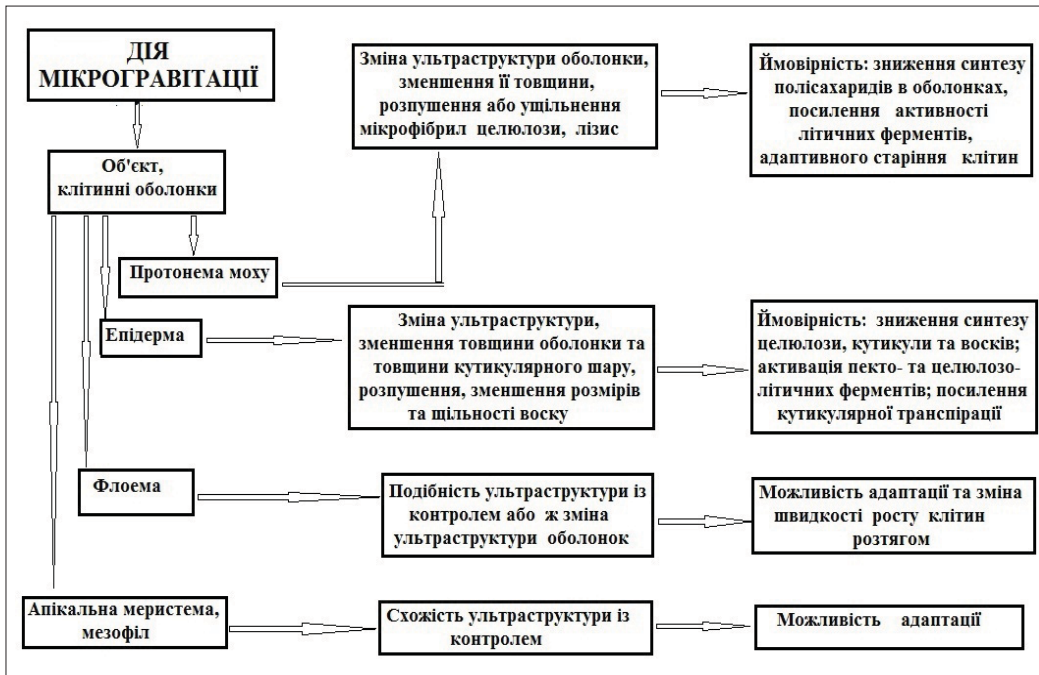 ДІЯ
МІКРОГРАВІТАЦІЇ
Об'єкт,
клітинні оболонки
Протонема моху
Зміна ультраструктури оболонки,
зменшення її товщини,
розпушення або ущільнення
мікрофібрил целюлози, лізис
Ймовірність: зниження синтезу
полісахаридів в оболонках,
посилення активності
літичних ферментів,
адаптивного старіння клітин
Епідерма
Зміна ультраструктури,
зменшення товщини оболонки та
товщини кутикулярного шару,
розпушення, зменшення розмірів
та щільності воску
Ймовірність: зниження синтезу
целюлози, кутикули та восків;
активація пекто- та целюлозо-
літичних ферментів; посилення
кутикулярної транспірації
Флоема
Подібність ультраструктури із
контролем або ж зміна
ультраструктури оболонок
Можливість адаптації та зміна
швидкості росту клітин
розтягом
Апікальна меристема,
мезофіл
Схожість ультраструктури із
контролем
Можливість адаптації